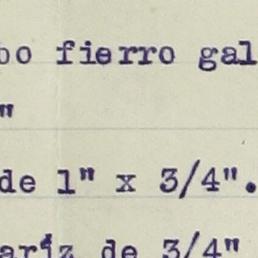 bo fierro gal
"
de 1" x 3/4".
ariz de 3/4"